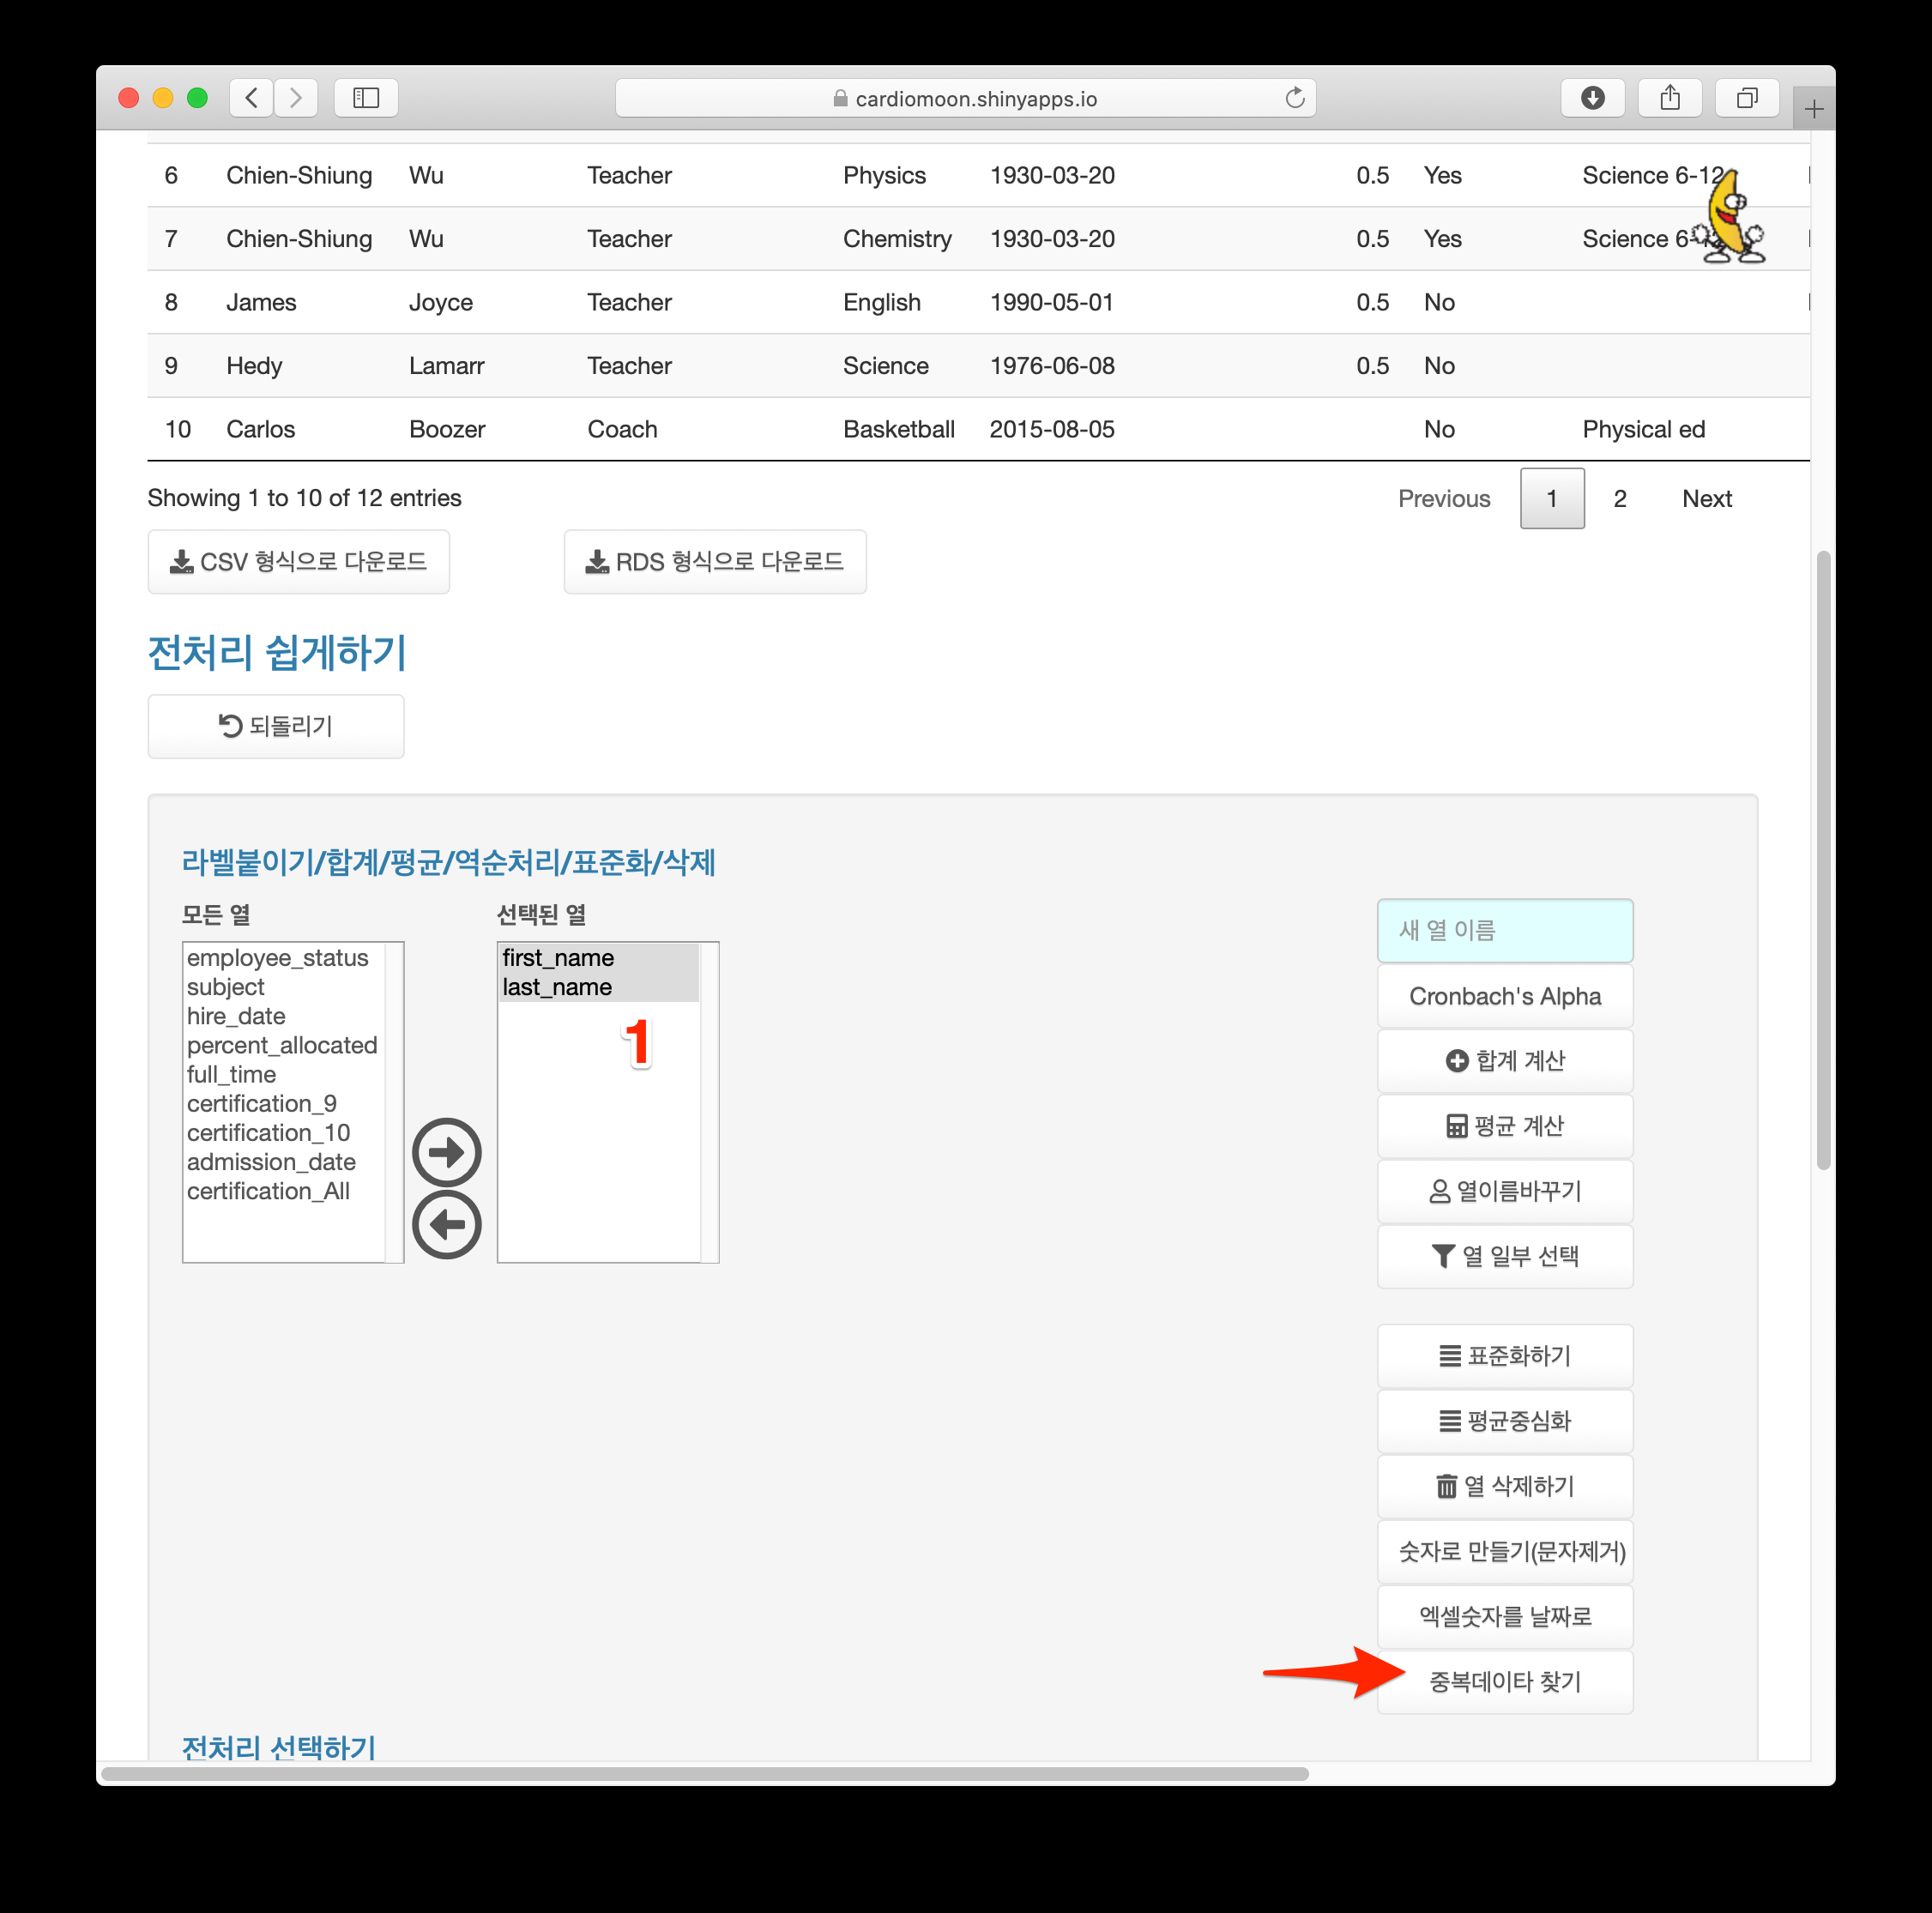 cardiomoon.shinyapps.io
6 Chien-Shiung Wu Teacher Physics 1930-03-20 0.5 Yes Science 6-12
7 Chien-Shiung Wu Teacher Chemistry 1930-03-20 0.5 Yes Science
8 James Joyce Teacher English 1990-05-01 0.5 No
9 Hedy Lamarr Teacher Science 1976-06-08 0.5 No
10 Carlos Boozer Coach Basketball 2015-08-05 No Physical ed
Showing 1 to 10 of 12 entries
Previous 1 2 Next
CSV 형식으로 다운로드
RDS 형식으로 다운로드
전처리 쉽게하기
되돌리기
라벨붙이기/합계/평균/역순처리/표준화/삭제
모든 열
employee_status
subject
hire_date
percent_allocated
full_time
certification_9
certification_10
admission_date
certification_All
선택된 열
first_name
last_name
1
새 열 이름
Cronbach's Alpha
합계 계산
평균 계산
열이름바꾸기
열 일부 선택
표준화하기
평균중심화
열 삭제하기
숫자로 만들기(문자제거)
엑셀숫자를 날짜로
중복데이타 찾기
전처리 선택하기